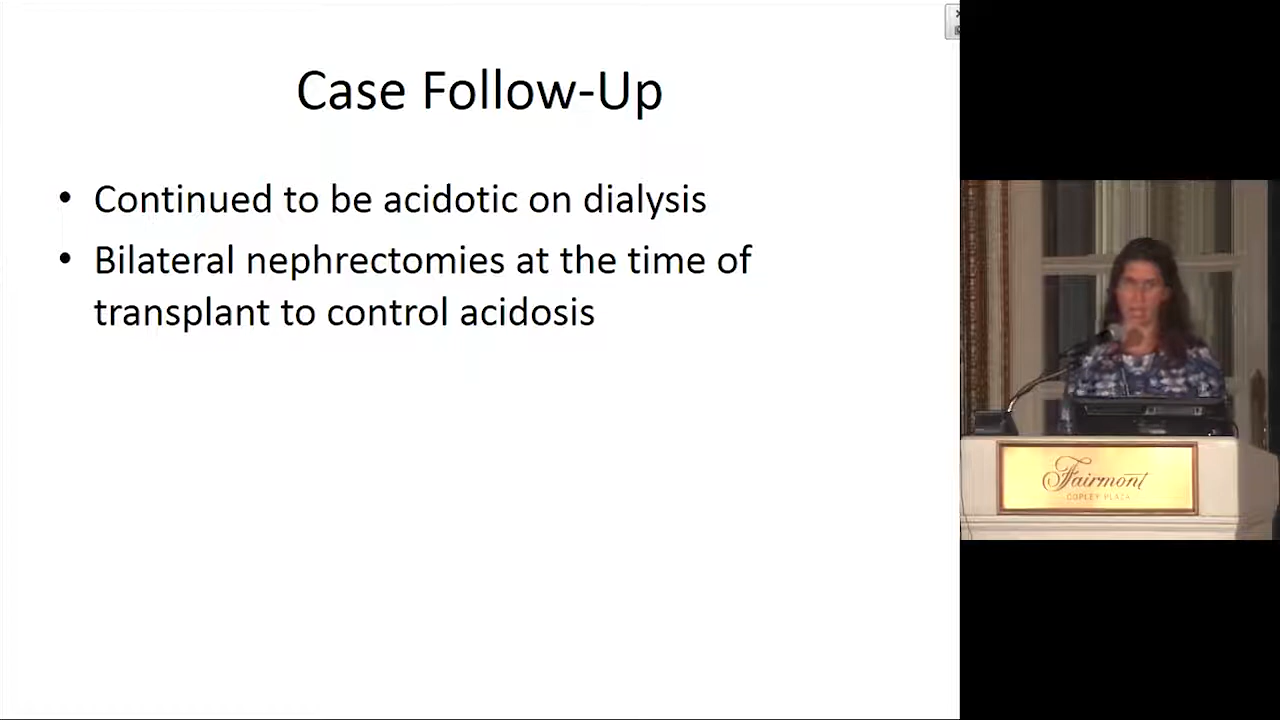 Case Follow-Up
• Continued to be acidotic on dialysis
• Bilateral nephrectomies at the time of
transplant to control acidosis
Fairmont
COPLEY PLAZA